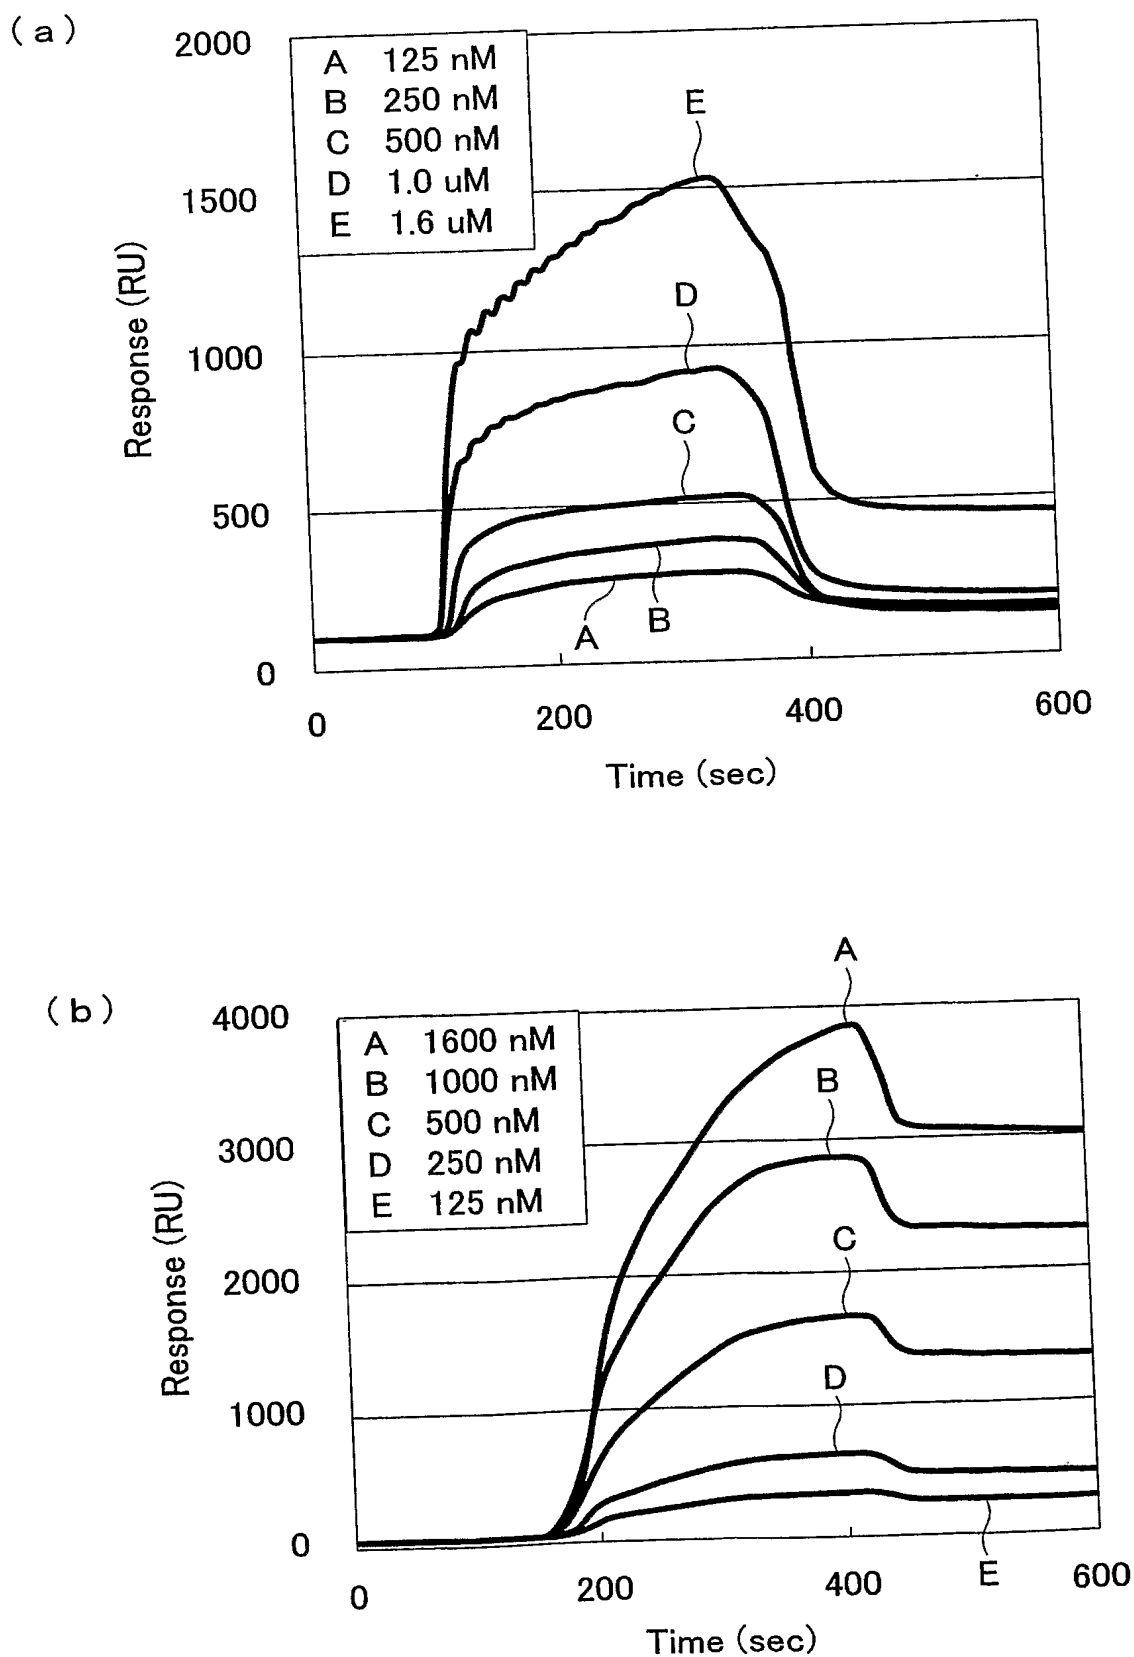 (a)
2000
A 125 nM
B 250 nM
C 500 nM
D 1.0 uM
E 1.6 uM
E
1500
D
1000
C
500
A
B
0
0 200 400 600
Response (RU)
Time (sec)
(b)
A
4000
A 1600 nM
B 1000 nM
C 500 nM
D 250 nM
E 125 nM
B
3000
C
2000
D
1000
0
E
0 200 400 600
Response (RU)
Time (sec)